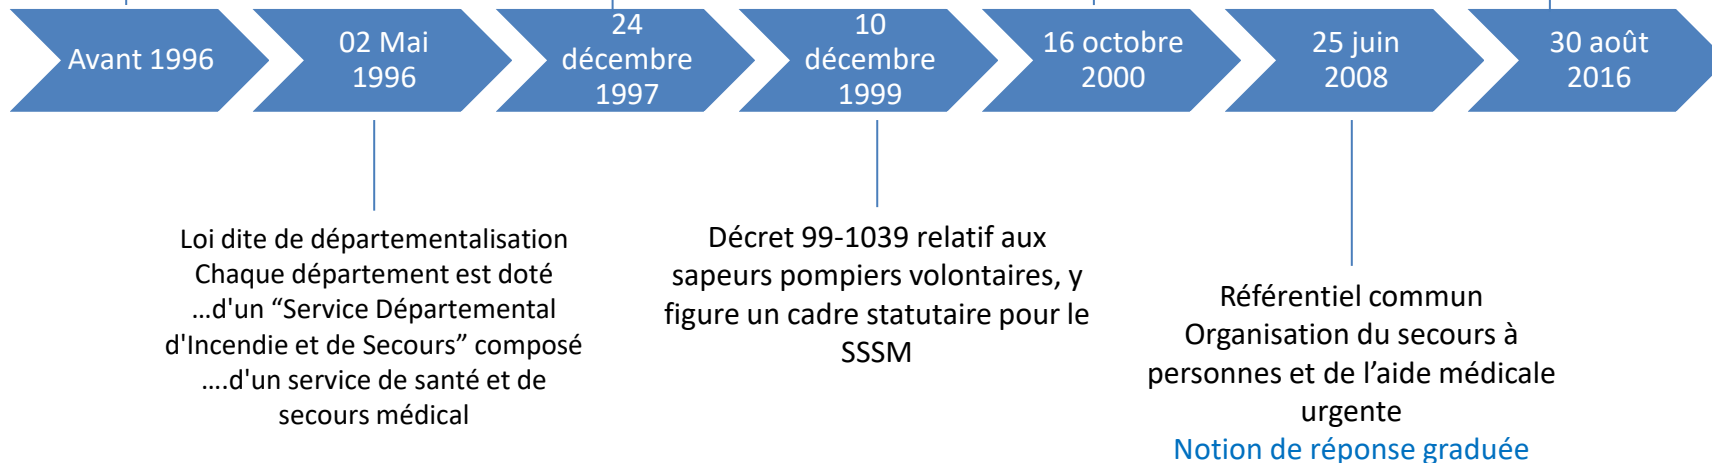 Avant 1996
02 Mai
1996
24
décembre
1997
10
décembre
1999
16 octobre
2000
25 juin
2008
30 août
2016
Loi dite de départementalisation
Chaque département est doté
…d'un “Service Départemental
d'Incendie et de Secours” composé
….d'un service de santé et de
secours médical
Décret 99-1039 relatif aux
sapeurs pompiers volontaires, y
figure un cadre statutaire pour le
SSSM
Référentiel commun
Organisation du secours à
personnes et de l’aide médicale
urgente
Notion de réponse graduée